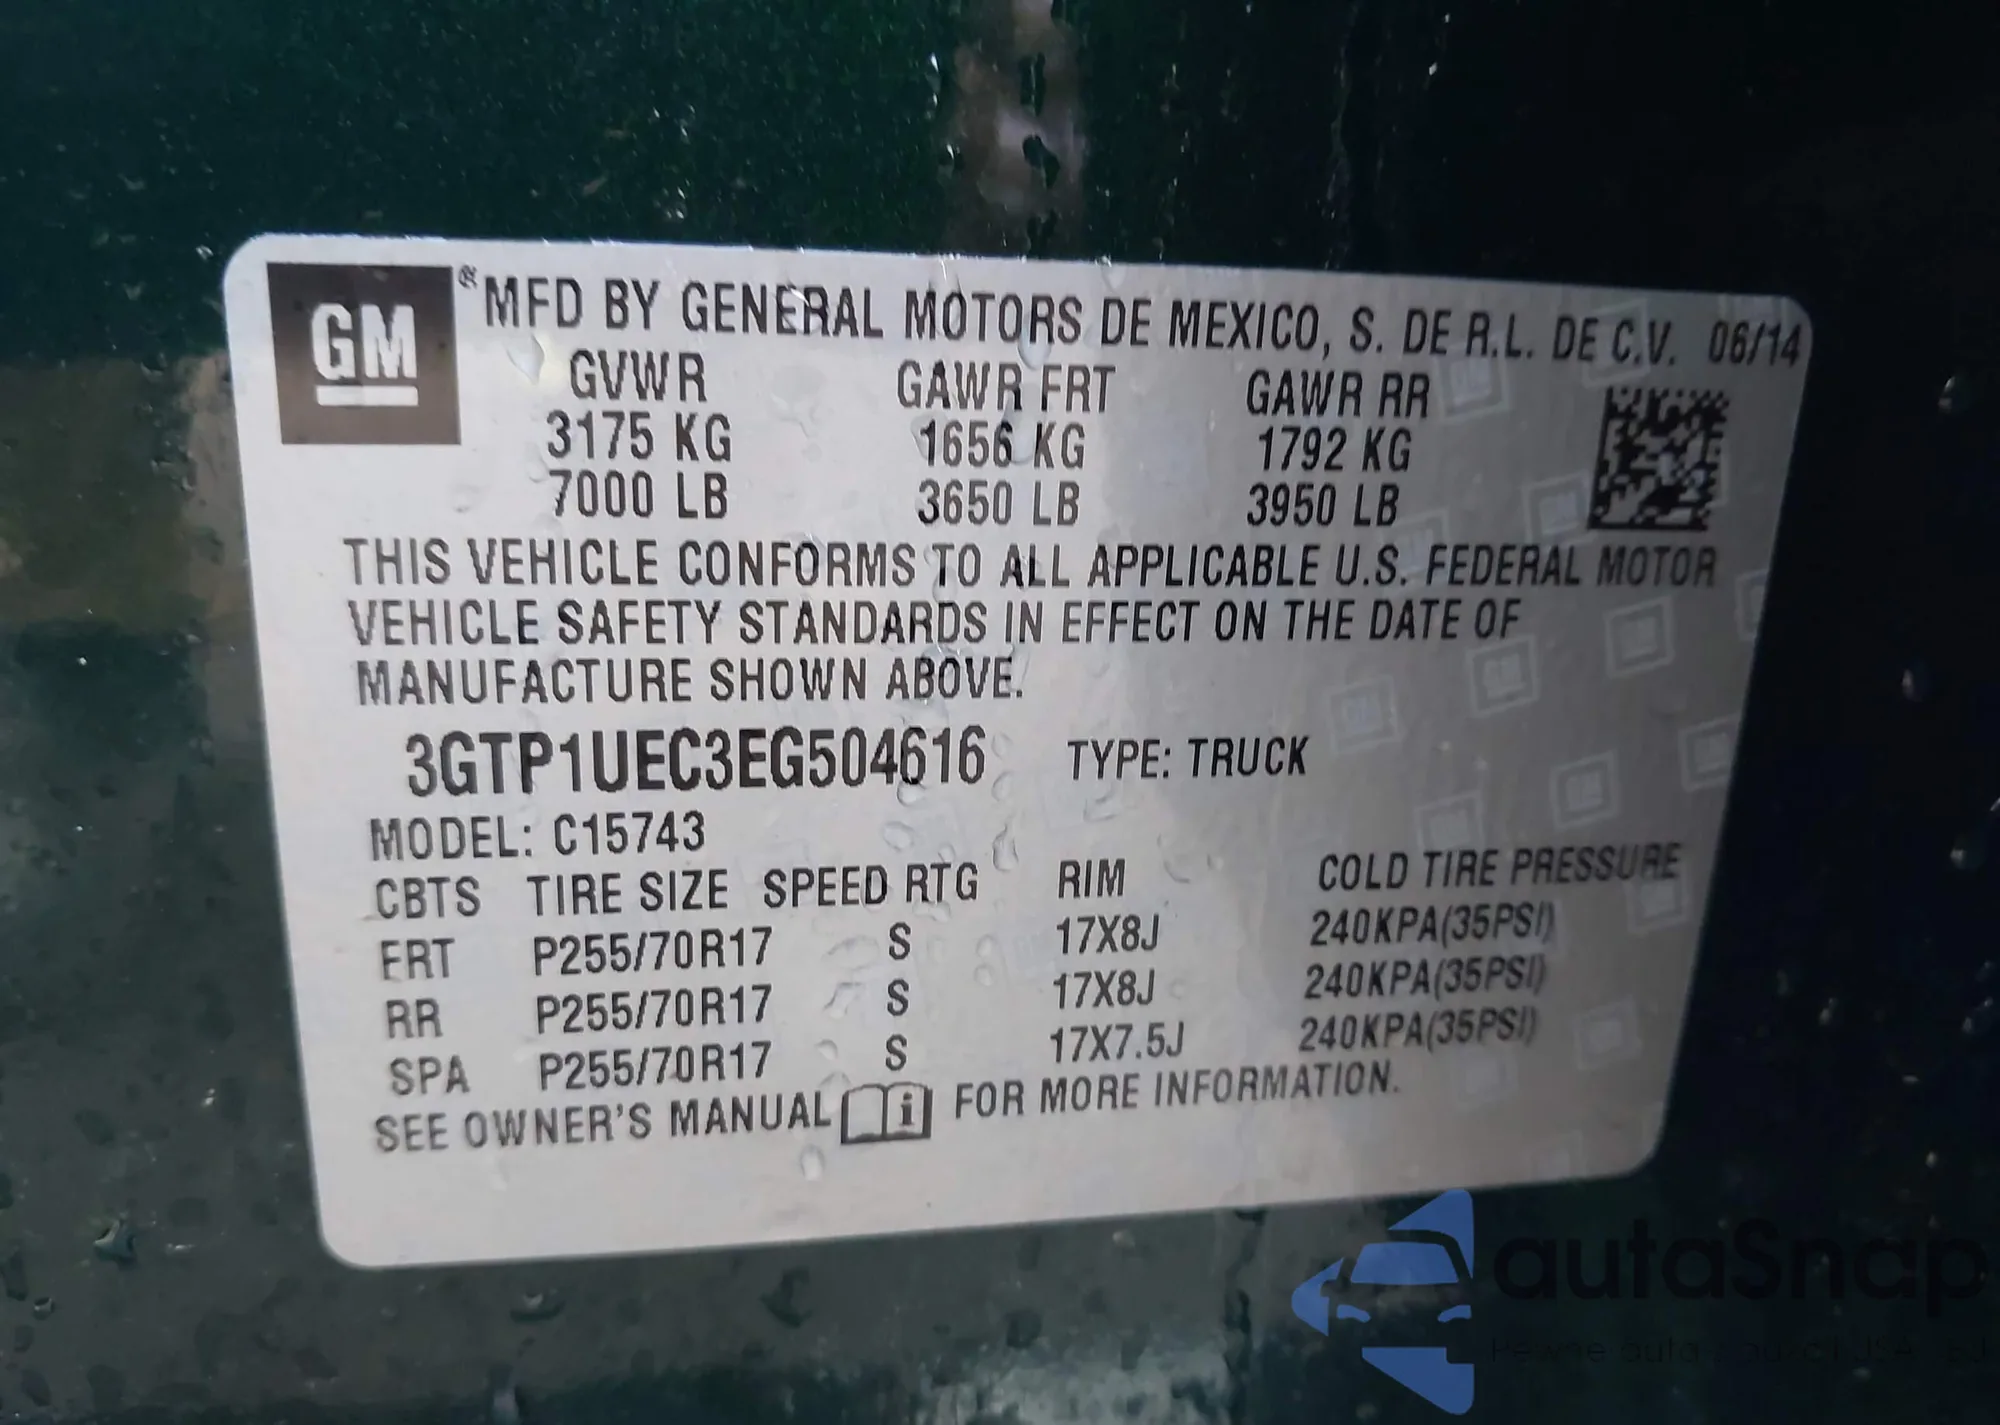 GM ® MFD BY GENERAL MOTORS DE MEXICO, S. DE R.L. DE C.V. 06/14
GVWR GAWR FRT GAWR RR
3175 KG 1656 KG 1792 KG
7000 LB 3650 LB 3950 LB
THIS VEHICLE CONFORMS TO ALL APPLICABLE U.S. FEDERAL MOTOR
VEHICLE SAFETY STANDARDS IN EFFECT ON THE DATE OF
MANUFACTURE SHOWN ABOVE.
3GTP1UEC3EG504616 TYPE: TRUCK
MODEL: C15743
CBTS TIRE SIZE SPEED RTG RIM COLD TIRE PRESSURE
FRT P255/70R17 S 17X8J 240KPA(35PSI)
RR P255/70R17 S 17X8J 240KPA(35PSI)
SPA P255/70R17 S 17X7.5J 240KPA(35PSI)
SEE OWNER'S MANUAL i FOR MORE INFORMATION.
autaSnap